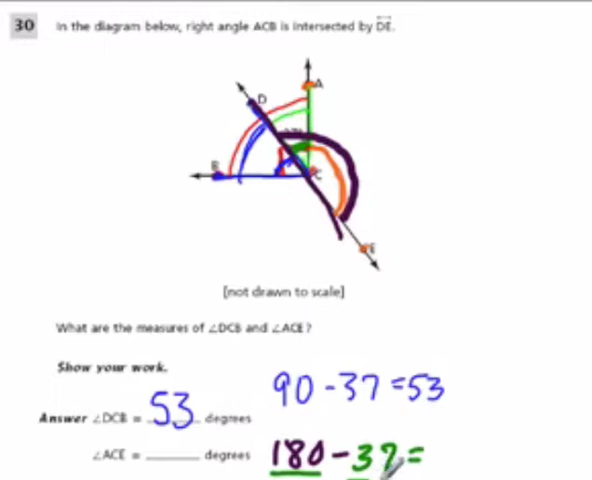 30 In the diagram below, right angle ACB is intersected by DE.
A
D
B
C
E
[not drawn to scale]
What are the measures of ∠DCB and ∠ACE?
Show your work.
90 - 37 = 53
Answer ∠DCB = 53 degrees
∠ACE = ________ degrees 180 - 37 =